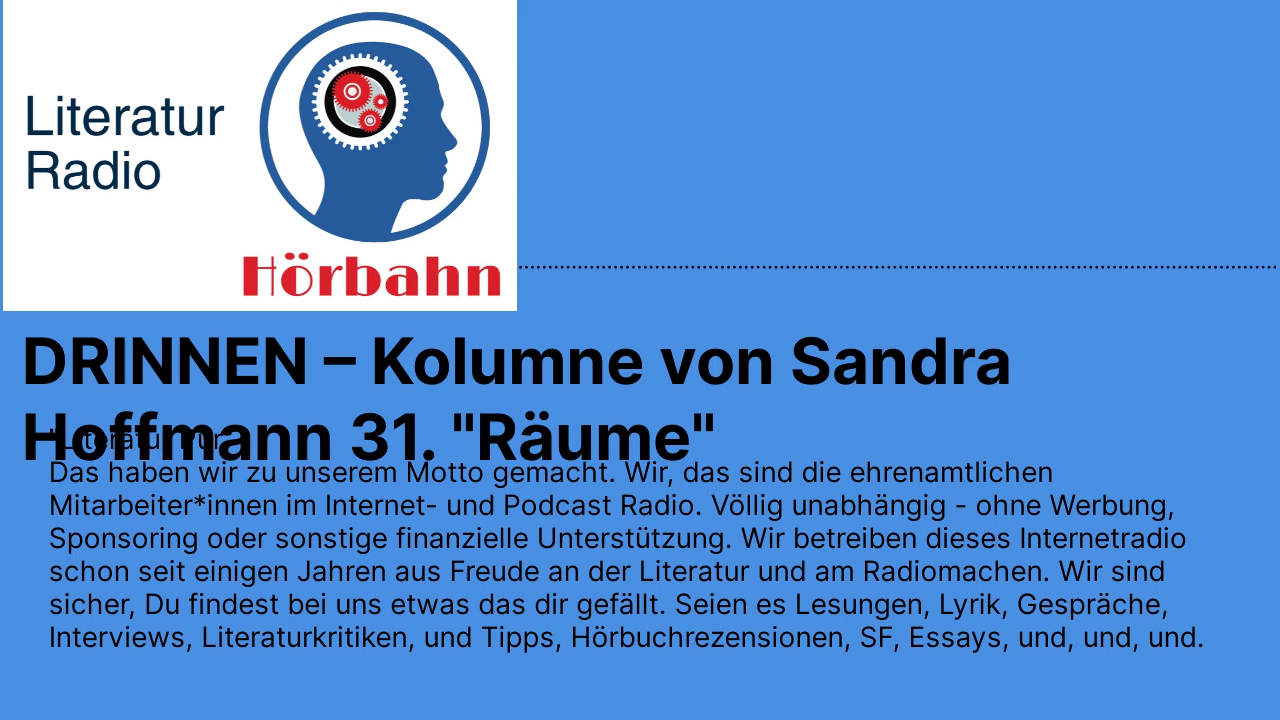 Literatur
Radio
Hörbahn
DRINNEN – Kolumne von Sandra
Hoffmann 31. "Räume"
Das haben wir zu unserem Motto gemacht. Wir, das sind die ehrenamtlichen
Mitarbeiter*innen im Internet- und Podcast Radio. Völlig unabhängig - ohne Werbung,
Sponsoring oder sonstige finanzielle Unterstützung. Wir betreiben dieses Internetradio
schon seit einigen Jahren aus Freude an der Literatur und am Radiomachen. Wir sind
sicher, Du findest bei uns etwas das dir gefällt. Seien es Lesungen, Lyrik, Gespräche,
Interviews, Literaturkritiken, und Tipps, Hörbuchrezensionen, SF, Essays, und, und, und.